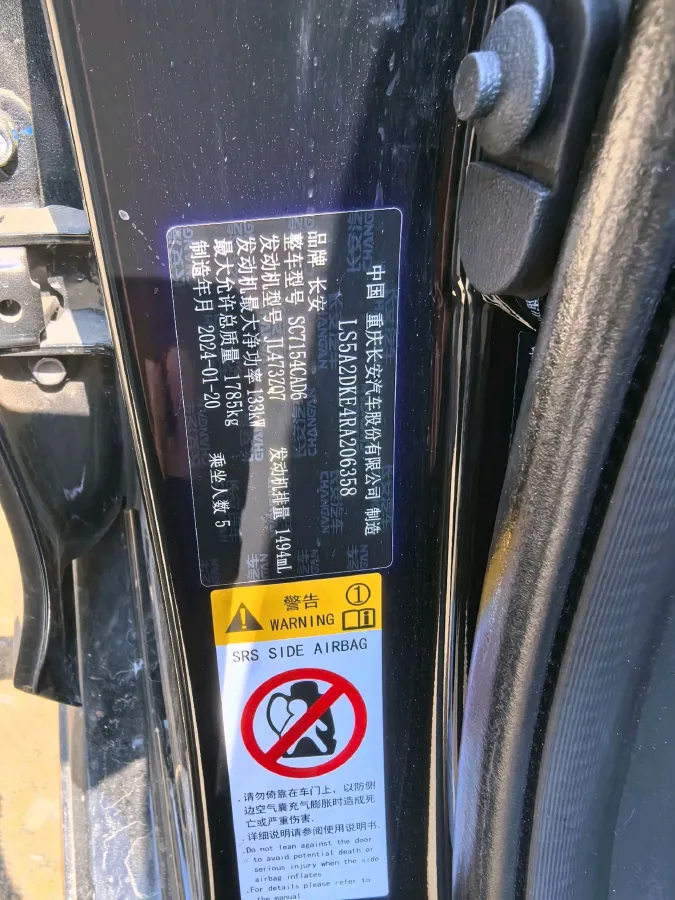 中国 重庆长安汽车股份有限公司 制造
LS5A2DKE4RA206358
品牌 长安
整车型号 SC7154CAD6
发动机型号 JL473ZQ7 发动机排量 1494mL
发动机最大净功率 133kW
最大允许总质量 1785kg
制造年月 2024-01-20 乘坐人数 5
警告 ①
WARNING
SRS SIDE AIRBAG
.请勿倚靠在车门上, 以防侧
边空气囊充气膨胀时造成死
亡或严重伤害.
.详细说明请参阅使用说明书.
.Do not lean against the door
to avoid potential death or
serious injury when the side
airbag inflates.
.For details please refer to
the manual